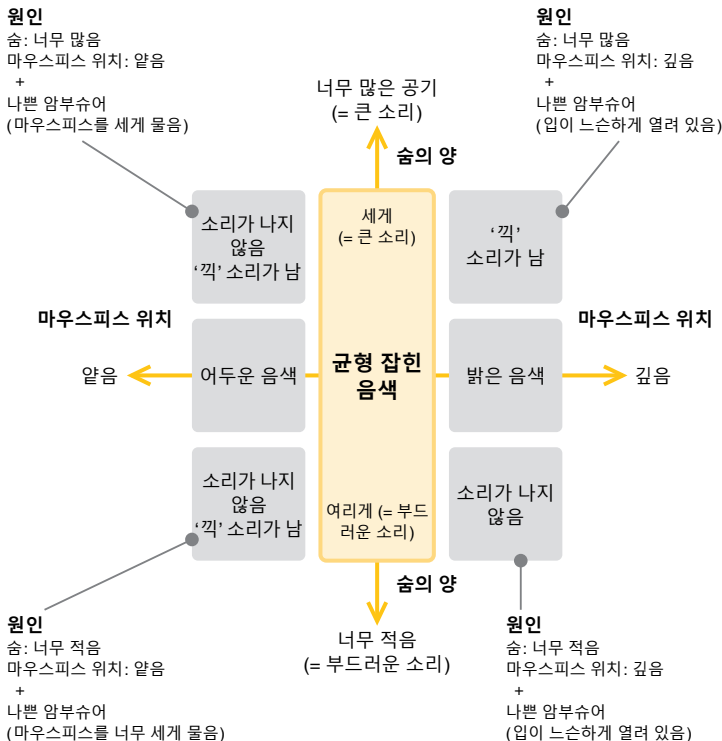 원인
숨: 너무 많음
마우스피스 위치: 얕음
+
나쁜 암부슈어
(마우스피스를 세게 물음)
너무 많은 공기
(= 큰 소리)
숨의 양
원인
숨: 너무 많음
마우스피스 위치: 깊음
+
나쁜 암부슈어
(입이 느슨하게 열려 있음)
소리가 나지
않음
‘끽’ 소리가 남
세게
(= 큰 소리)
‘끽’
소리가 남
마우스피스 위치
얕음
어두운 음색
균형 잡힌
음색
밝은 음색
마우스피스 위치
깊음
소리가 나지
않음
‘끽’ 소리가 남
여리게 (= 부드
러운 소리)
소리가 나지
않음
숨의 양
너무 적음
(= 부드러운 소리)
원인
숨: 너무 적음
마우스피스 위치: 얕음
+
나쁜 암부슈어
(마우스피스를 너무 세게 물음)
원인
숨: 너무 적음
마우스피스 위치: 깊음
+
나쁜 암부슈어
(입이 느슨하게 열려 있음)